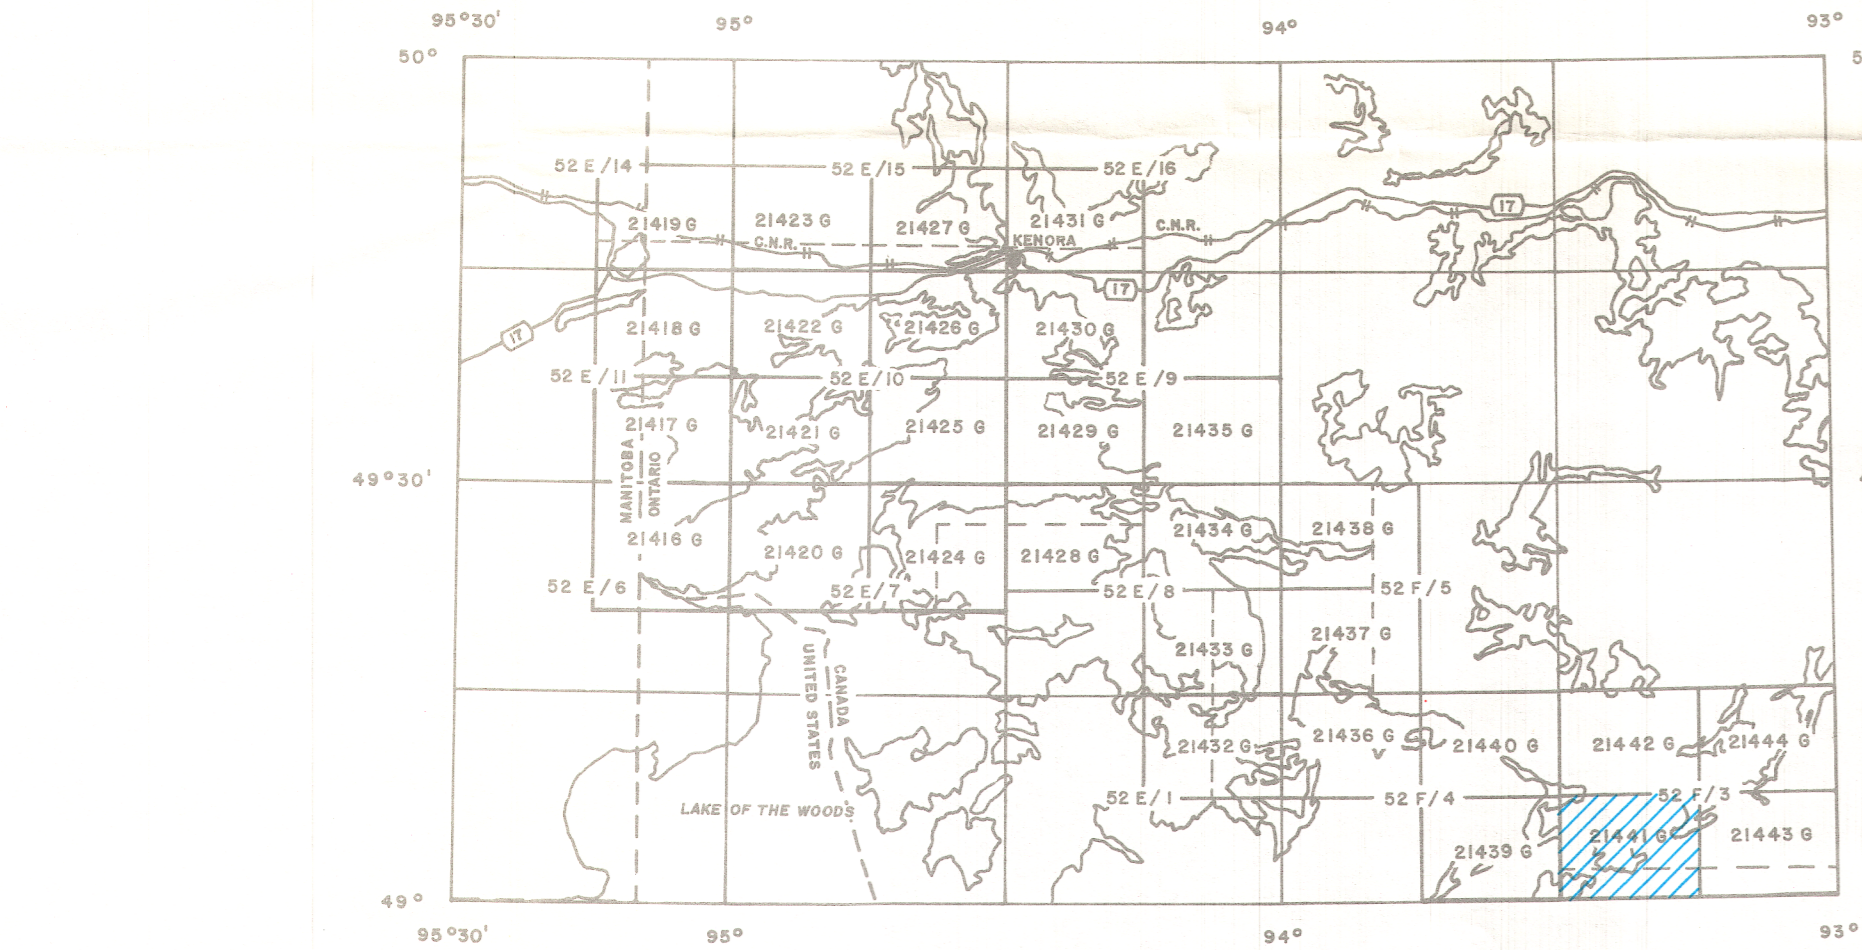 95°30' 95° 94° 93°
50° 5
52 E/14 52 E/15 52 E/16
17
21419 G 21423 G 21427 G 21431 G C.N.R.
C.N.R. KENORA
17
17
21418 G 21422 G 21426 G 21430 G
52 E/11 52 E/10 52 E/9
21417 G 21421 G 21425 G 21429 G 21435 G
49°30'
MANITOBA
ONTARIO
21416 G 21420 G 21424 G 21428 G 21434 G 21438 G
52 E/6 52 E/7 52 E/8 52 F/5
21433 G 21437 G
CANADA
UNITED STATES
21432 G 21436 G 21440 G 21442 G 21444 G
LAKE OF THE WOODS
52 E/1 52 F/4 52 F/3
21439 G 21441 G 21443 G
49°
95°30' 95° 94° 93°